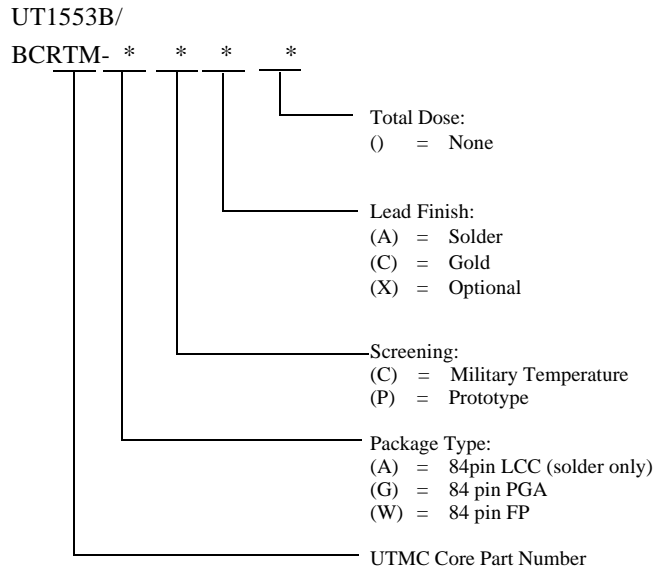 UT1553B/
BCRTM- * * * *
Total Dose:
() = None
Lead Finish:
(A) = Solder
(C) = Gold
(X) = Optional
Screening:
(C) = Military Temperature
(P) = Prototype
Package Type:
(A) = 84pin LCC (solder only)
(G) = 84 pin PGA
(W) = 84 pin FP
UTMC Core Part Number